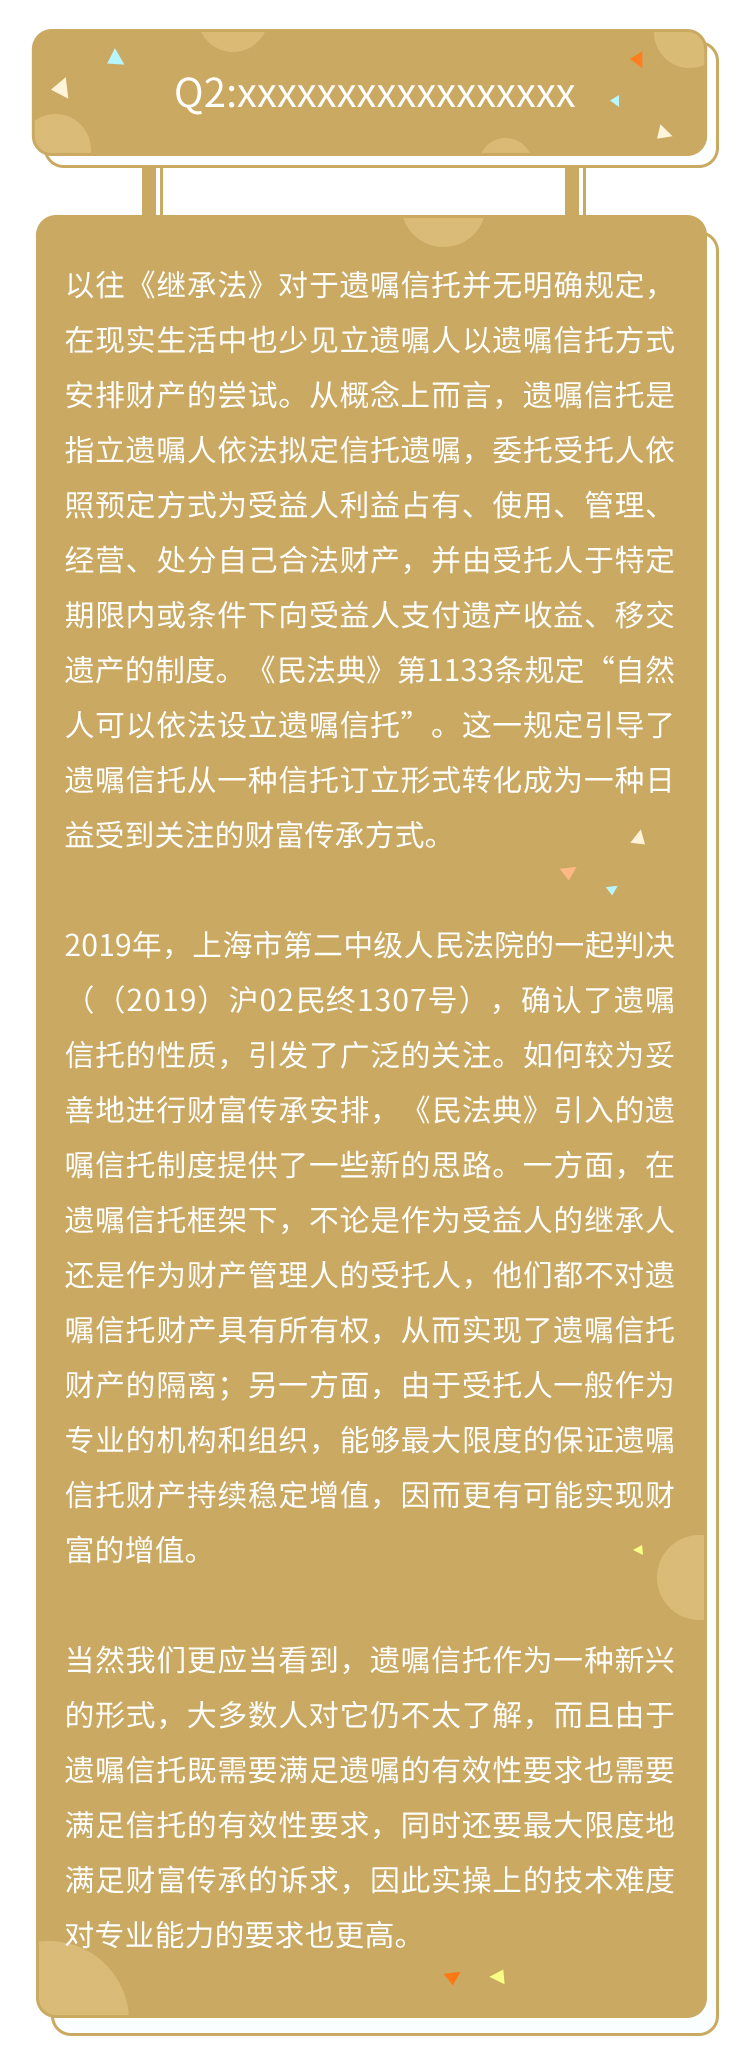 Q2:xxxxxxxxxxxxxxxxx
以往《继承法》对于遗嘱信托并无明确规定，
在现实生活中也少见立遗嘱人以遗嘱信托方式
安排财产的尝试。从概念上而言，遗嘱信托是
指立遗嘱人依法拟定信托遗嘱，委托受托人依
照预定方式为受益人利益占有、使用、管理、
经营、处分自己合法财产，并由受托人于特定
期限内或条件下向受益人支付遗产收益、移交
遗产的制度。《民法典》第1133条规定“自然
人可以依法设立遗嘱信托”。这一规定引导了
遗嘱信托从一种信托订立形式转化成为一种日
益受到关注的财富传承方式。
2019年，上海市第二中级人民法院的一起判决
（（2019）沪02民终1307号），确认了遗嘱
信托的性质，引发了广泛的关注。如何较为妥
善地进行财富传承安排，《民法典》引入的遗
嘱信托制度提供了一些新的思路。一方面，在
遗嘱信托框架下，不论是作为受益人的继承人
还是作为财产管理人的受托人，他们都不对遗
嘱信托财产具有所有权，从而实现了遗嘱信托
财产的隔离；另一方面，由于受托人一般作为
专业的机构和组织，能够最大限度的保证遗嘱
信托财产持续稳定增值，因而更有可能实现财
富的增值。
当然我们更应当看到，遗嘱信托作为一种新兴
的形式，大多数人对它仍不太了解，而且由于
遗嘱信托既需要满足遗嘱的有效性要求也需要
满足信托的有效性要求，同时还要最大限度地
满足财富传承的诉求，因此实操上的技术难度
对专业能力的要求也更高。